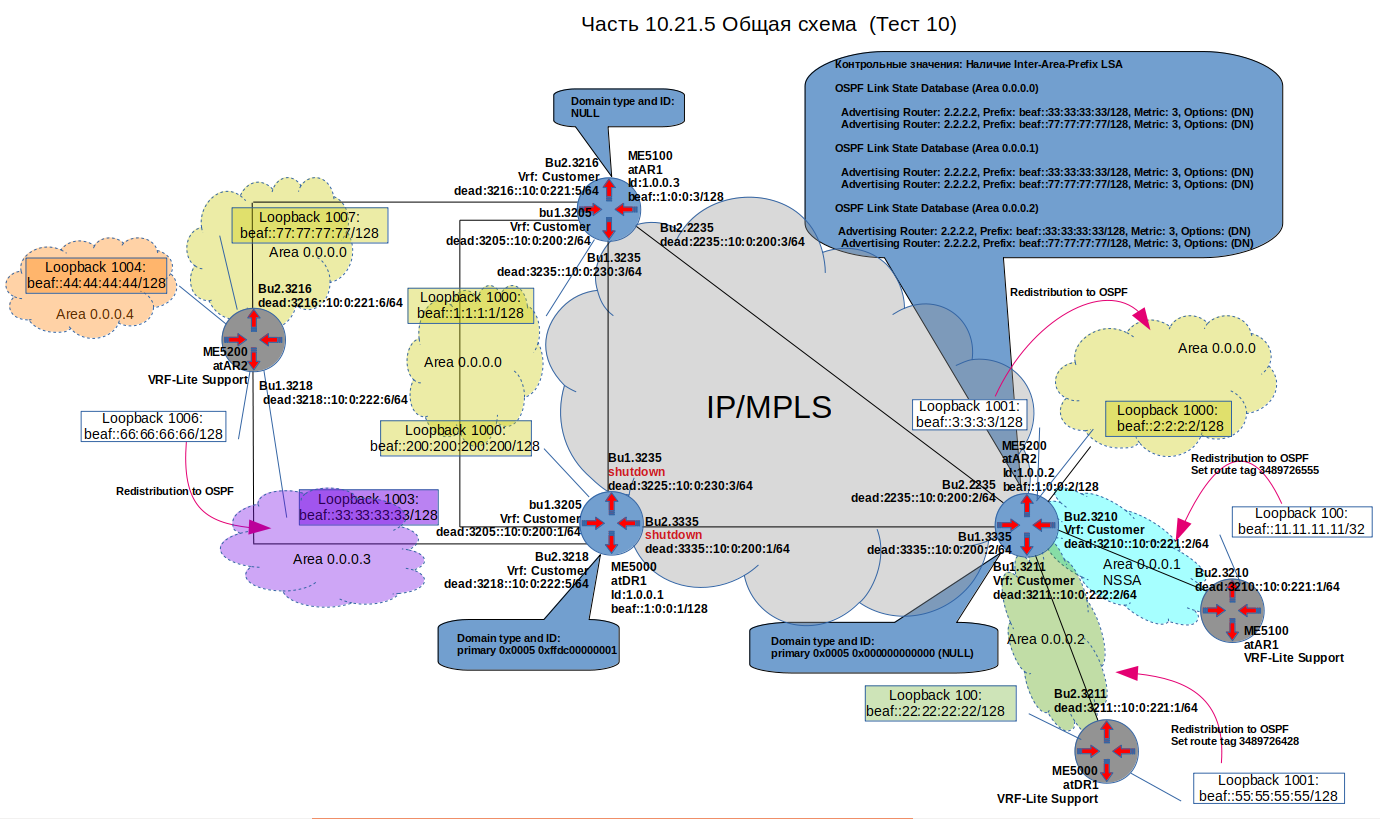 Часть 10.21.5 Общая схема  (Тест 10)
Контрольные значения: Наличие Inter-Area-Prefix LSA
OSPF Link State Database (Area 0.0.0.0)
Advertising Router: 2.2.2.2, Prefix: beaf::33:33:33:33/128, Metric: 3, Options: (DN)
Advertising Router: 2.2.2.2, Prefix: beaf::77:77:77:77/128, Metric: 3, Options: (DN)
OSPF Link State Database (Area 0.0.0.1)
Advertising Router: 2.2.2.2, Prefix: beaf::33:33:33:33/128, Metric: 3, Options: (DN)
Advertising Router: 2.2.2.2, Prefix: beaf::77:77:77:77/128, Metric: 3, Options: (DN)
OSPF Link State Database (Area 0.0.0.2)
Advertising Router: 2.2.2.2, Prefix: beaf::33:33:33:33/128, Metric: 3, Options: (DN)
Advertising Router: 2.2.2.2, Prefix: beaf::77:77:77:77/128, Metric: 3, Options: (DN)
Domain type and ID:
NULL
Bu2.3216
Vrf: Customer
dead:3216::10:0:221:5/64
ME5100
atAR1
Id:1.0.0.3
beaf::1:0:0:3/128
bu1.3205
Vrf: Customer
dead:3205::10:0:200:2/64
Bu2.2235
dead:2235::10:0:200:3/64
Bu1.3235
dead:3235::10:0:230:3/64
Loopback 1007:
beaf::77:77:77:77/128
Area 0.0.0.0
Loopback 1004:
beaf::44:44:44:44/128
Area 0.0.0.4
Bu2.3216
dead:3216::10:0:221:6/64
ME5200
atAR2
VRF-Lite Support
Bu1.3218
dead:3218::10:0:222:6/64
Loopback 1000:
beaf::1:1:1:1/128
Area 0.0.0.0
Loopback 1000:
beaf::200:200:200:200/128
Loopback 1006:
beaf::66:66:66:66/128
Redistribution to OSPF
Loopback 1003:
beaf::33:33:33:33/128
Area 0.0.0.3
IP/MPLS
Redistribution to OSPF
Area 0.0.0.0
Loopback 1001:
beaf::3:3:3:3/128
Loopback 1000:
beaf::2:2:2:2/128
ME5200
atAR2
Id:1.0.0.2
beaf::1:0:0:2/128
Redistribution to OSPF
Set route tag 3489726555
Loopback 100:
beaf::11.11.11.11/32
Bu1.3235
shutdown
dead:3225::10:0:230:3/64
bu1.3205
Vrf: Customer
dead:3205::10:0:200:1/64
Bu2.3335
shutdown
dead:3335::10:0:200:1/64
Bu2.2235
dead:2235::10:0:200:2/64
Bu1.3335
dead:3335::10:0:200:2/64
Bu2.3210
Vrf: Customer
dead:3210::10:0:221:2/64
Bu2.3218
Vrf: Customer
dead:3218::10:0:222:5/64
ME5000
atDR1
Id:1.0.0.1
beaf::1:0:0:1/128
Bu1.3211
Vrf: Customer
dead:3211::10:0:222:2/64
Area 0.0.0.1
NSSA
Bu2.3210
dead:3210::10:0:221:1/64
ME5100
atAR1
VRF-Lite Support
Domain type and ID:
primary 0x0005 0xffdc00000001
Domain type and ID:
primary 0x0005 0x000000000000 (NULL)
Area 0.0.0.2
Loopback 100:
beaf::22:22:22:22/128
Bu2.3211
dead:3211::10:0:221:1/64
Redistribution to OSPF
Set route tag 3489726428
ME5000
atDR1
VRF-Lite Support
Loopback 1001:
beaf::55:55:55:55/128